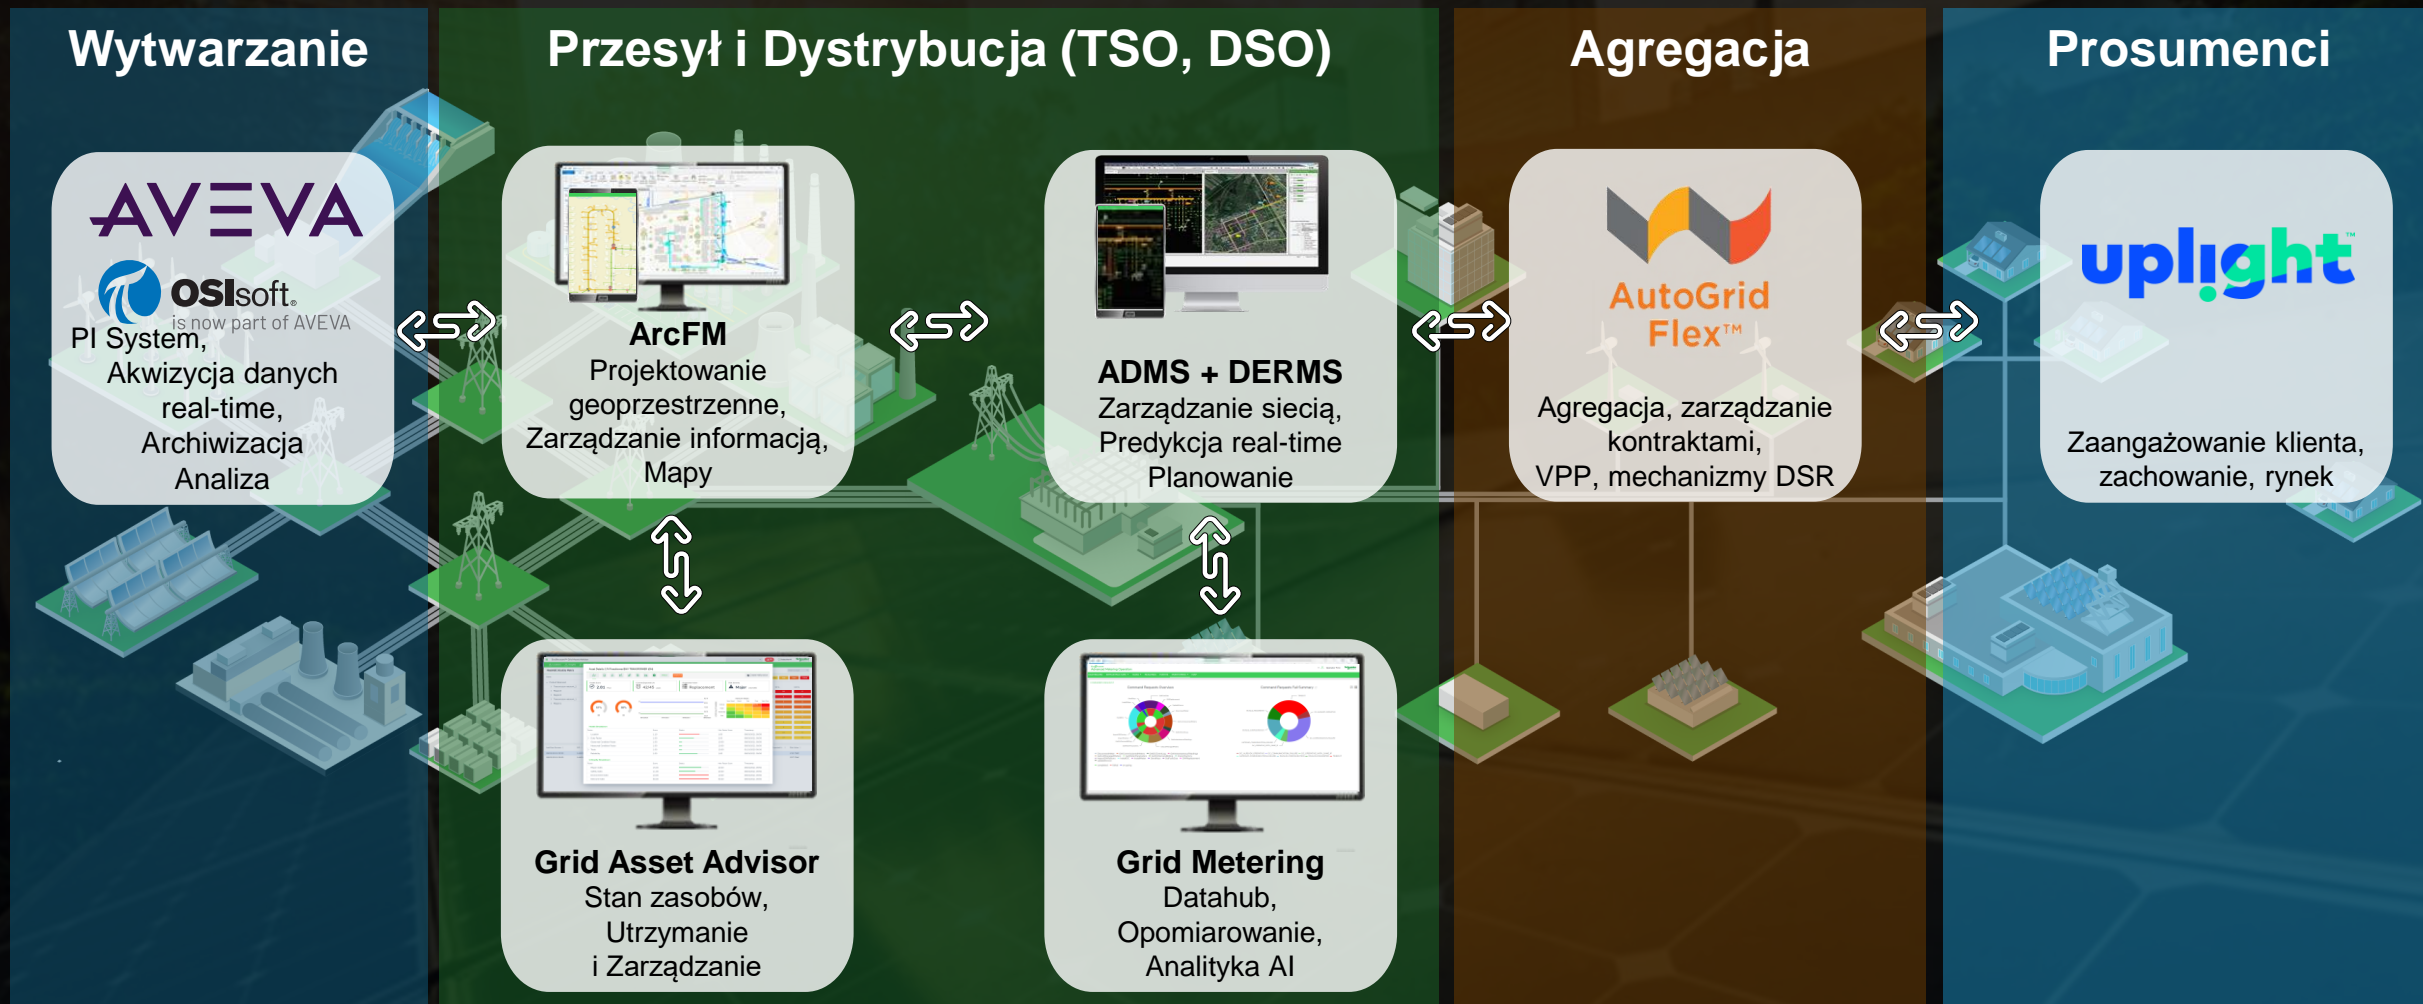 Wytwarzanie
Przesył i Dystrybucja (TSO, DSO)
Agregacja
Prosumenci
AVEVA
OSIsoft.
is now part of AVEVA
PI System,
Akwizycja danych
real-time,
Archiwizacja
Analiza
ArcFM
Projektowanie
geoprzestrzenne,
Zarządzanie informacją,
Mapy
ADMS + DERMS
Zarządzanie siecią,
Predykcja real-time
Planowanie
AutoGrid
Flex™
Agregacja, zarządzanie
kontraktami,
VPP, mechanizmy DSR
uplight™
Zaangażowanie klienta,
zachowanie, rynek
Grid Asset Advisor
Stan zasobów,
Utrzymanie
i Zarządzanie
Grid Metering
Datahub,
Opomiarowanie,
Analityka AI